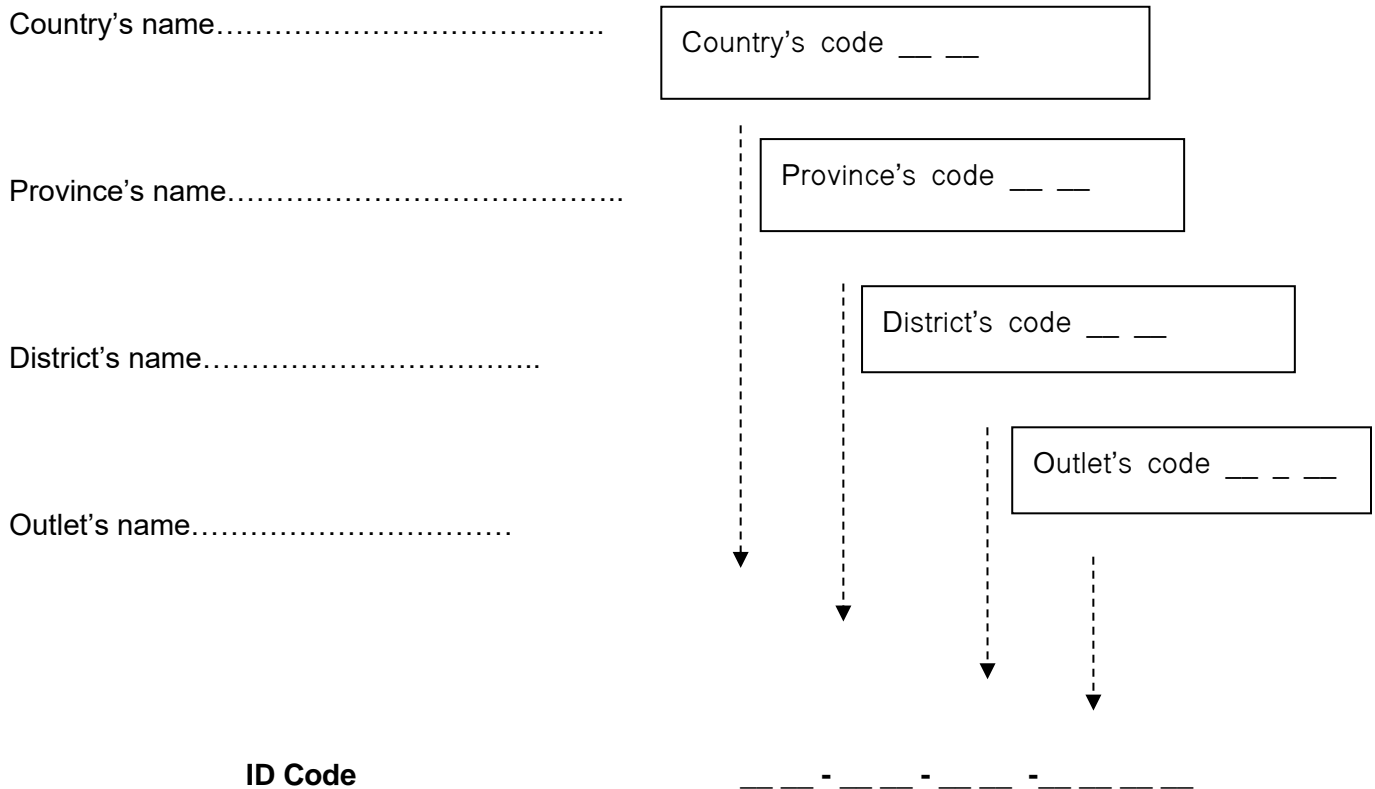 Country’s name………………………………….
Country’s code __ __
Province’s code __ __
Province’s name…………………………………..
District’s code __ __
District’s name……………………………..
Outlet’s code __ _ __
Outlet’s name……………………………
ID Code __ __ - __ __ - __ __ -__ __ __ __